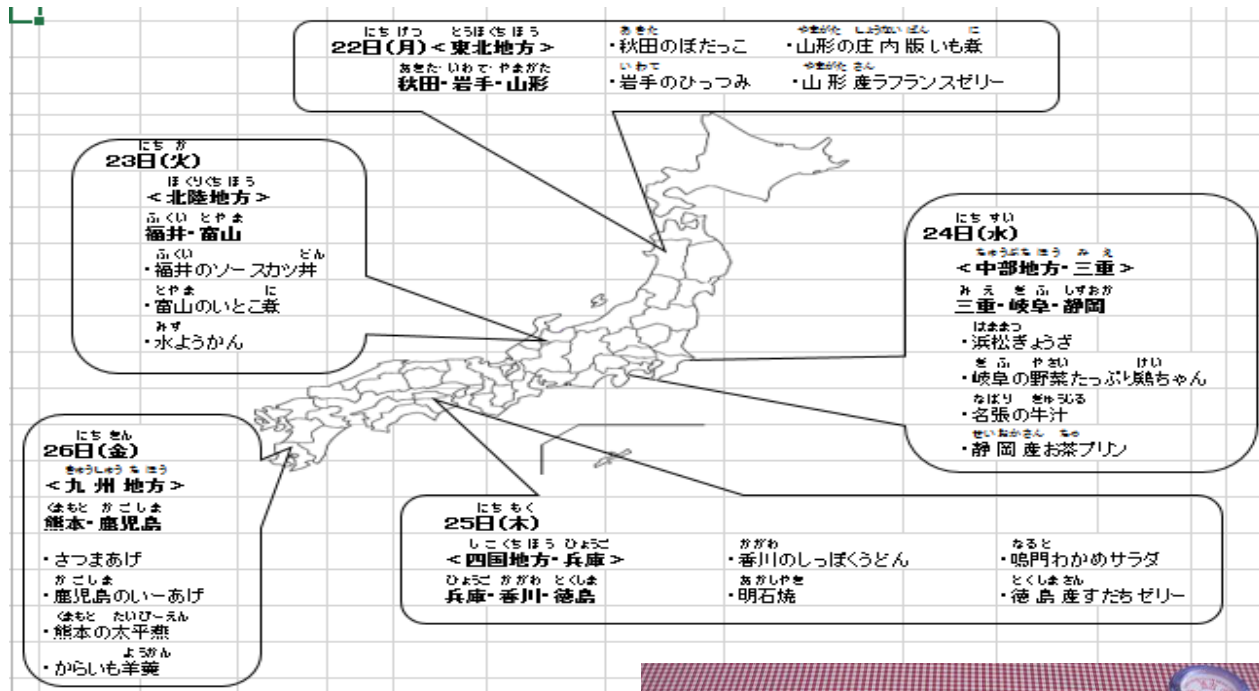 22日(月)<東北地方>
秋田・岩手・山形
・秋田のぼだっこ
・岩手のひっつみ
・山形の庄内版いも煮
・山形産ラフランスゼリー
23日(火)
<北陸地方>
福井・富山
・福井のソースカツ丼
・富山のいとこ煮
・水ようかん
24日(水)
<中部地方・三重>
三重・岐阜・静岡
・浜松ぎょうざ
・岐阜の野菜たっぷり鶏ちゃん
・名張の牛汁
・静岡産お茶プリン
25日(木)
<四国地方・兵庫>
兵庫・香川・徳島
・香川のしっぽくうどん
・明石焼
・鳴門わかめサラダ
・徳島産すだちゼリー
26日(金)
<九州地方>
熊本・鹿児島
・さつまあげ
・鹿児島のいーあげ
・熊本の太平燕
・からいも羊羹